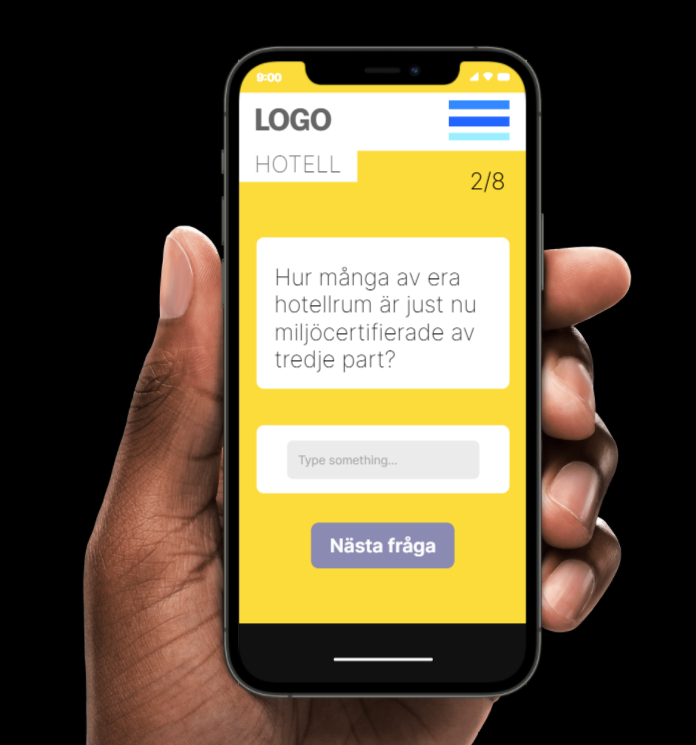 9:00
LOGO
HOTELL
2/8
Hur många av era
hotellrum är just nu
miljöcertifierade av
tredje part?
Type something...
Nästa fråga